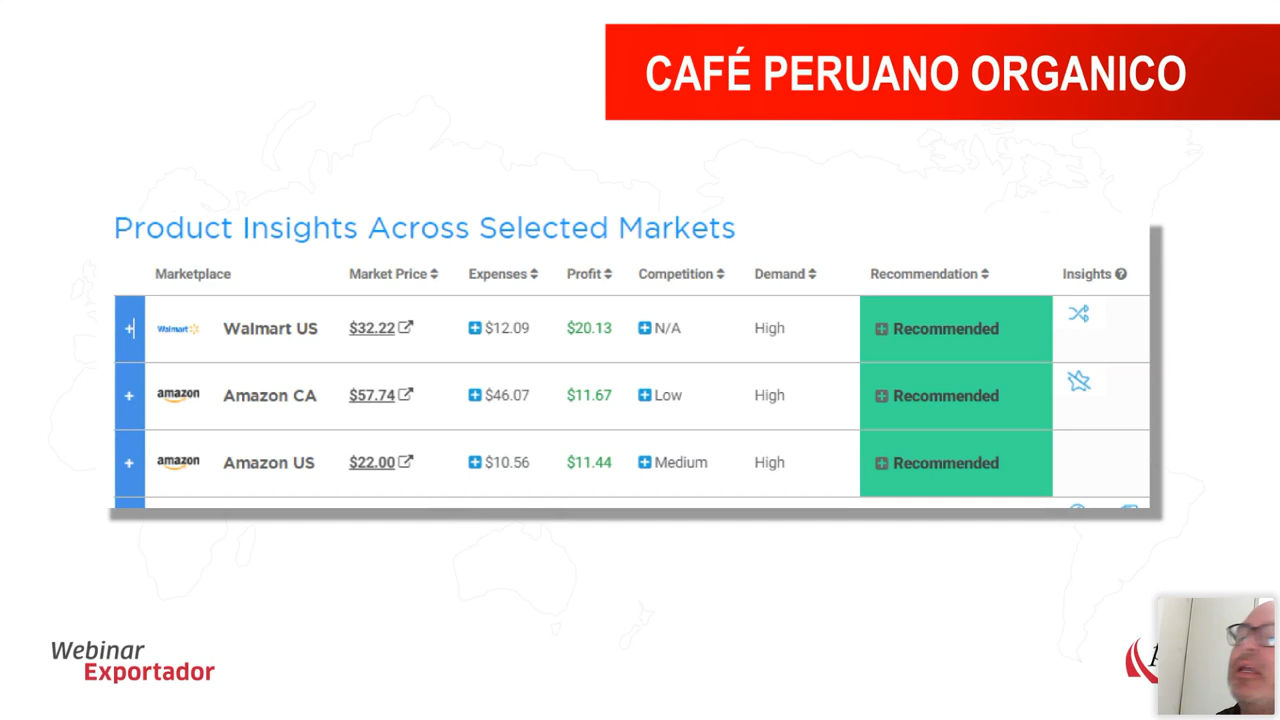 CAFÉ PERUANO ORGANICO
Product Insights Across Selected Markets
Marketplace Market Price Expenses Profit Competition Demand Recommendation Insights
+ Walmart Walmart US $32.22 $12.09 $20.13 N/A High Recommended
+ amazon Amazon CA $57.74 $46.07 $11.67 Low High Recommended
+ amazon Amazon US $22.00 $10.56 $11.44 Medium High Recommended
Webinar
Exportador